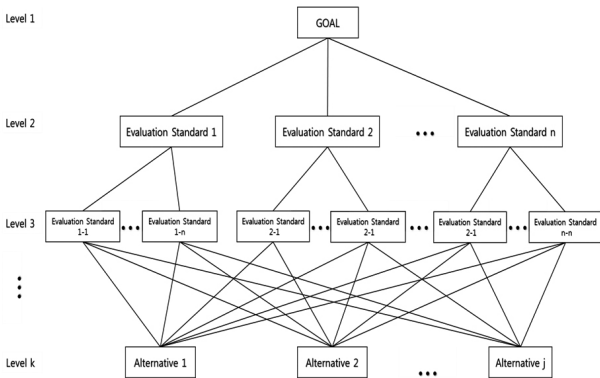 Level 1
GOAL
Level 2
Evaluation Standard 1
Evaluation Standard 2
•••
Evaluation Standard n
Level 3
Evaluation Standard
1-1
•••
Evaluation Standard
1-n
Evaluation Standard
2-1
•••
Evaluation Standard
2-1
•••
Evaluation Standard
2-1
•••
Evaluation Standard
n-n
Level k
Alternative 1
Alternative 2
•••
Alternative j